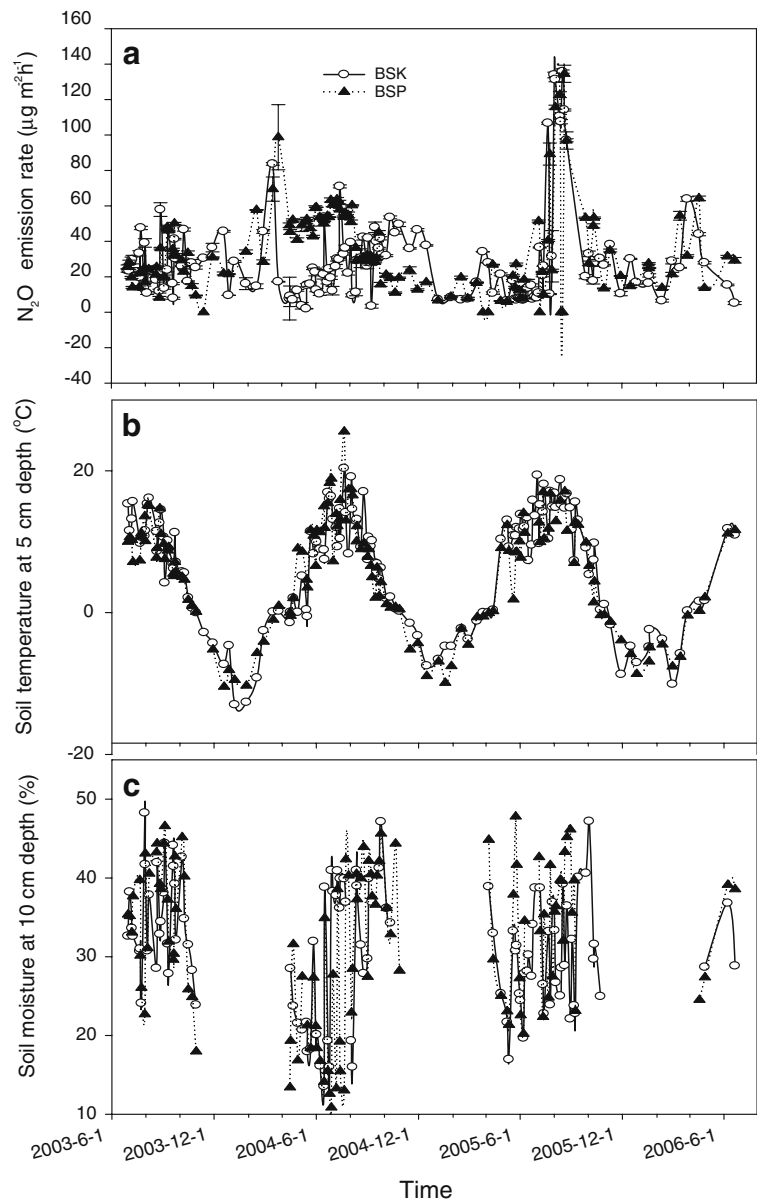 160
140
120
100
80
60
40
20
0
-20
-40
N₂O emission rate (μg m⁻²h⁻¹)
a
BSK
BSP
20
0
-20
Soil temperature at 5 cm depth (°C)
b
50
40
30
20
10
Soil moisture at 10 cm depth (%)
c
2003-6-1
2003-12-1
2004-6-1
2004-12-1
2005-6-1
2005-12-1
2006-6-1
Time